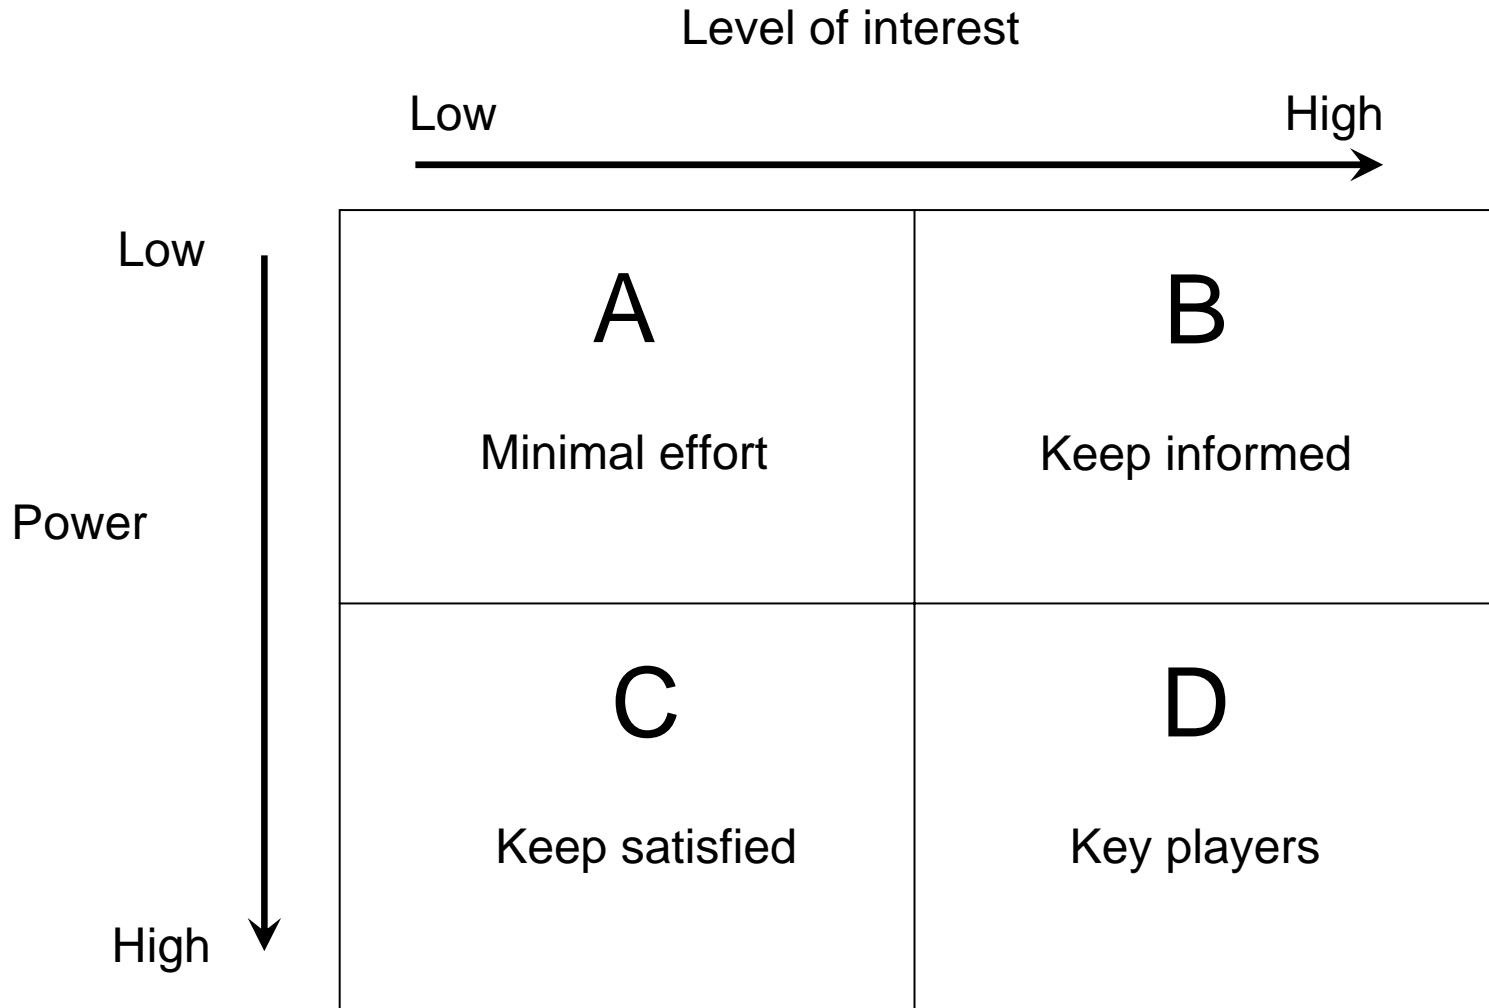 Level of interest
Low High
Low
A B
Minimal effort Keep informed
Power
C D
Keep satisfied Key players
High